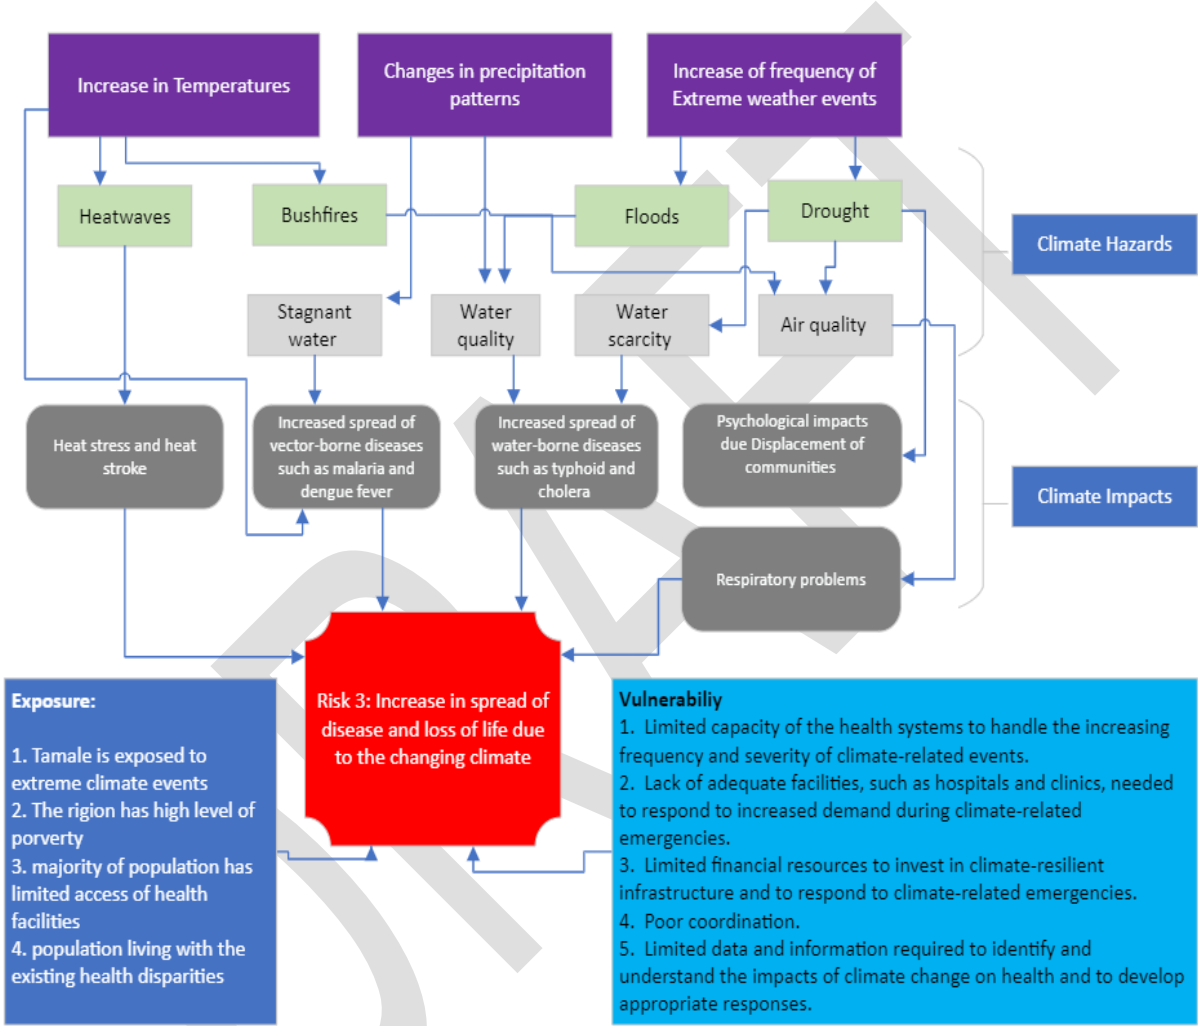 Increase in Temperatures
Changes in precipitation
patterns
Increase of frequency of
Extreme weather events
Heatwaves
Bushfires
Floods
Drought
Climate Hazards
Stagnant
water
Water
quality
Water
scarcity
Air quality
Heat stress and heat
stroke
Increased spread of
vector-borne diseases
such as malaria and
dengue fever
Increased spread of
water-borne diseases
such as typhoid and
cholera
Psychological impacts
due Displacement of
communities
Climate Impacts
Respiratory problems
Risk 3: Increase in spread of
disease and loss of life due
to the changing climate
Exposure:
1. Tamale is exposed to
extreme climate events
2. The rigion has high level of
porverty
3. majority of population has
limited access of health
facilities
4. population living with the
existing health disparities
Vulnerabiliy
1. Limited capacity of the health systems to handle the increasing
frequency and severity of climate-related events.
2. Lack of adequate facilities, such as hospitals and clinics, needed
to respond to increased demand during climate-related
emergencies.
3. Limited financial resources to invest in climate-resilient
infrastructure and to respond to climate-related emergencies.
4. Poor coordination.
5. Limited data and information required to identify and
understand the impacts of climate change on health and to develop
appropriate responses.
DRAFT